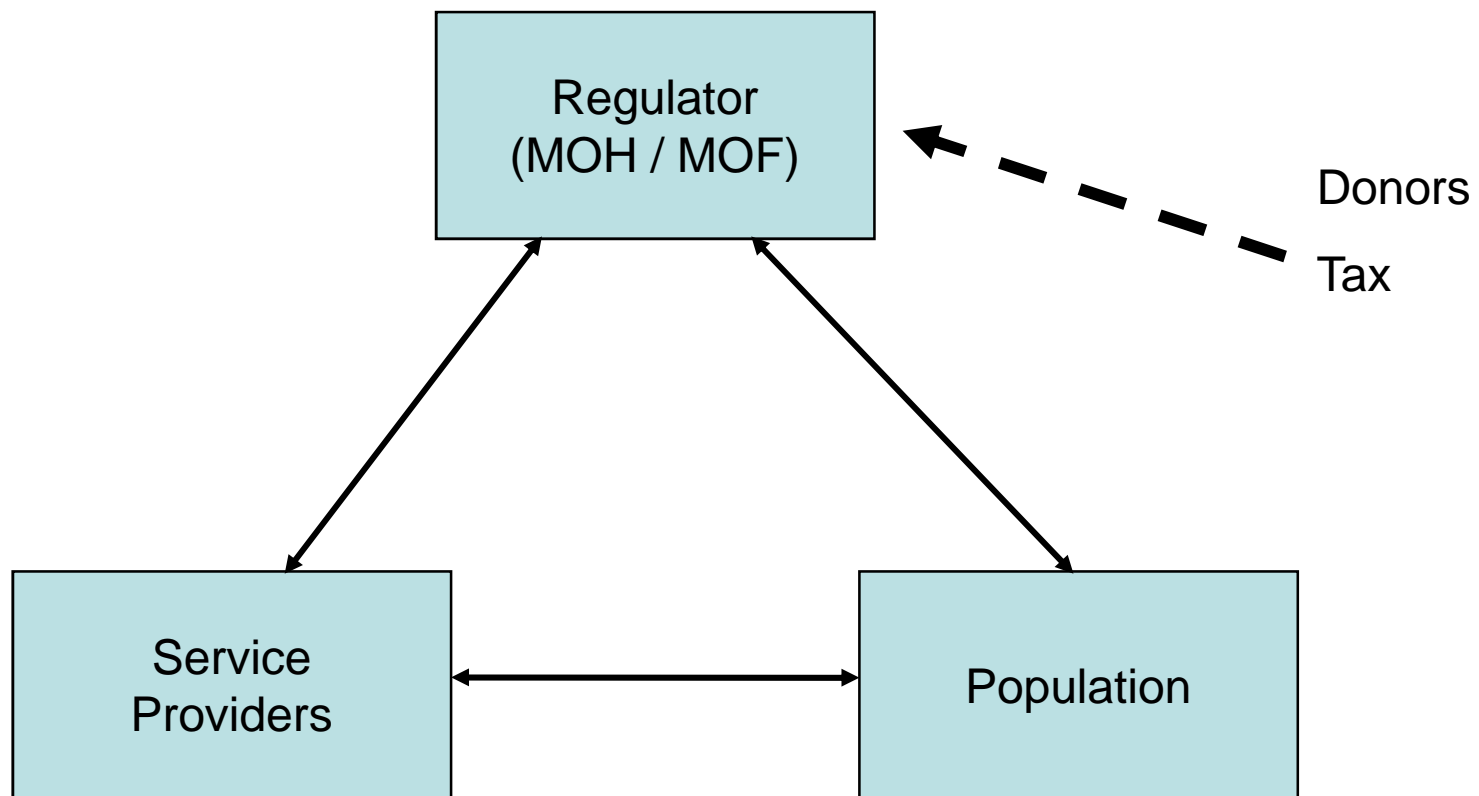 Regulator
(MOH / MOF)
Donors
Tax
Service
Providers
Population